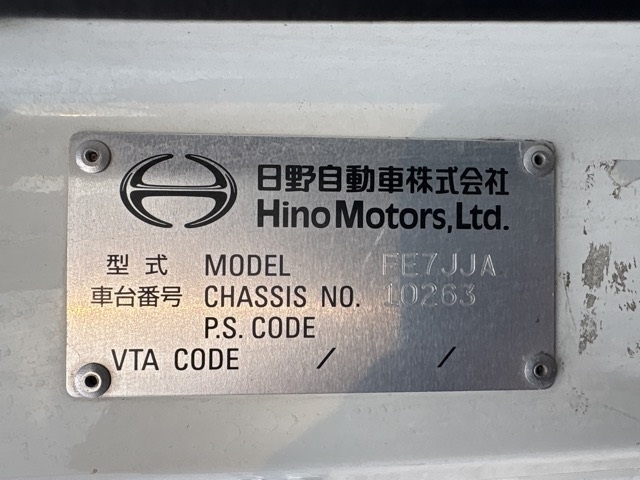 日野自動車株式会社
Hino Motors, Ltd.
型式 MODEL FE7JJA
車台番号 CHASSIS NO. 10263
P.S. CODE
VTA CODE / /